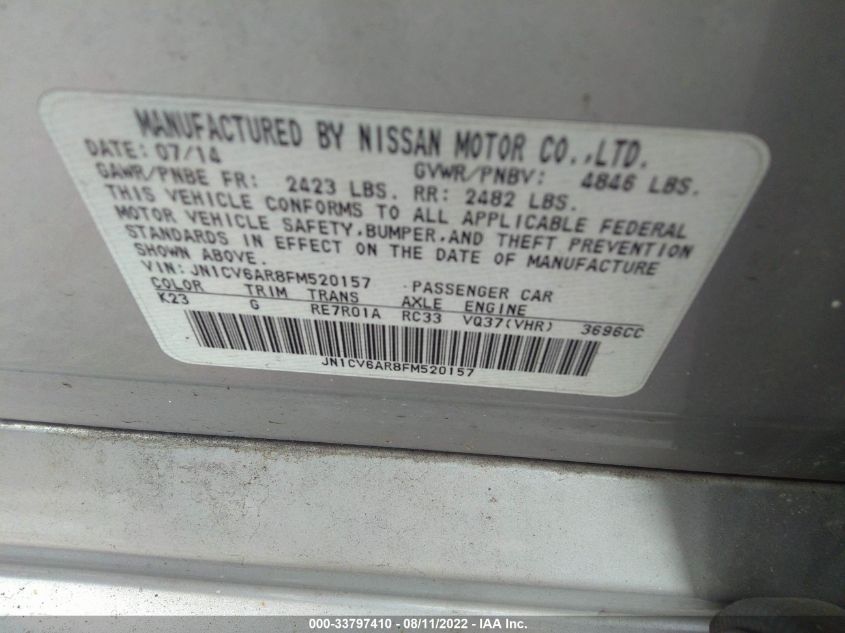 MANUFACTURED BY NISSAN MOTOR CO.,LTD.
DATE: 07/14 GVWR/PNBV: 4846 LBS.
GAWR/PNBE FR: 2423 LBS. RR: 2482 LBS.
THIS VEHICLE CONFORMS TO ALL APPLICABLE FEDERAL
MOTOR VEHICLE SAFETY,BUMPER,AND THEFT PREVENTION
STANDARDS IN EFFECT ON THE DATE OF MANUFACTURE
SHOWN ABOVE.
VIN: JN1CV6AR8FM520157 PASSENGER CAR
COLOR TRIM TRANS AXLE ENGINE
K23 G RE7R01A RC33 VQ37(VHR) 3696CC
JN1CV6AR8FM520157
000-33797410 - 08/11/2022 - IAA Inc.